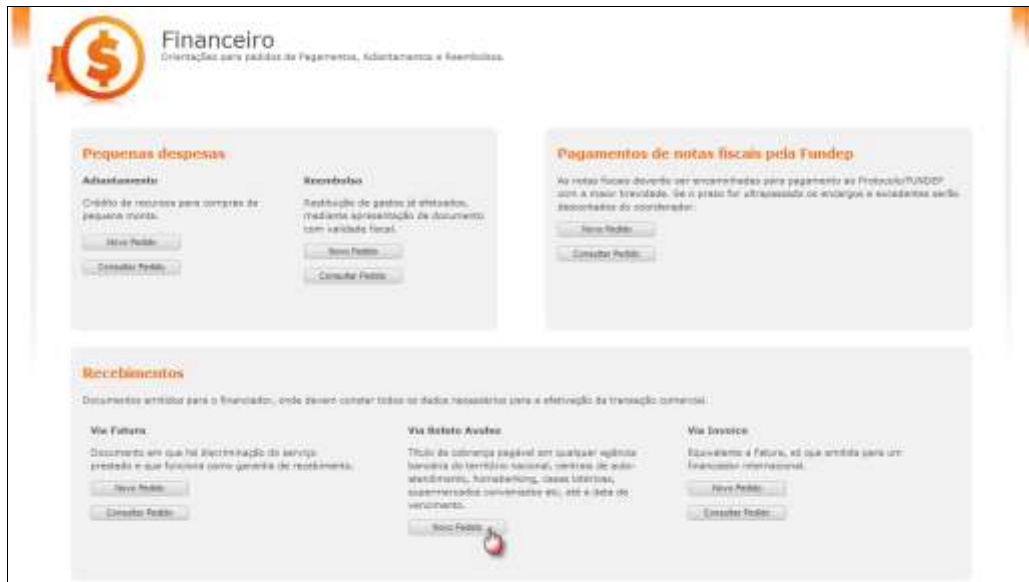 Financeiro
Orientações para pedidos de Pagamentos, Adiantamentos e Reembolsos.
Pequenas despesas
Adiantamento
Crédito de recursos para compras de
pequena monta.
Novo Pedido
Consultar Pedido
Reembolso
Restituição de gastos já efetuados,
mediante apresentação de documento
com validade fiscal.
Novo Pedido
Consultar Pedido
Pagamentos de notas fiscais pela Fundep
As notas fiscais deverão ser encaminhadas para pagamento ao Protocolo/FUNDEP
com a maior brevidade. Se o prazo for ultrapassado os encargos e excedentes serão
descontados do coordenador.
Novo Pedido
Consultar Pedido
Recebimentos
Documentos emitidos para o financiador, onde devem constar todos os dados necessários para a efetivação da transação comercial.
Via Fatura
Documento em que há discriminação do serviço
prestado e que funciona como garantia de recebimento.
Novo Pedido
Consultar Pedido
Via Boleto Avulso
Título de cobrança pagável em qualquer agência
bancária do território nacional, centrais de auto-
atendimento, homebanking, casas lotéricas,
supermercados conveniados etc, até a data de
vencimento.
Novo Pedido
Via Invoice
Equivalente a Fatura, só que emitida para um
financiador internacional.
Novo Pedido
Consultar Pedido